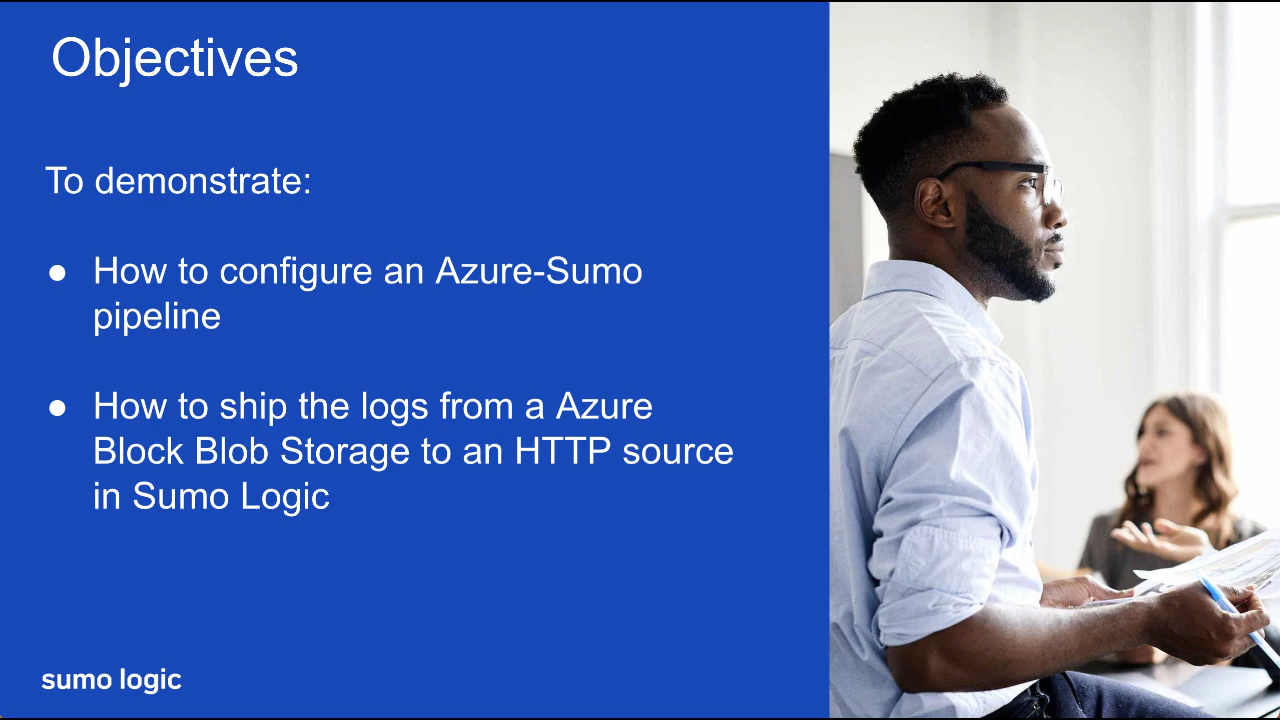 Objectives
To demonstrate:
● How to configure an Azure-Sumo
pipeline
● How to ship the logs from a Azure
Block Blob Storage to an HTTP source
in Sumo Logic
sumo logic